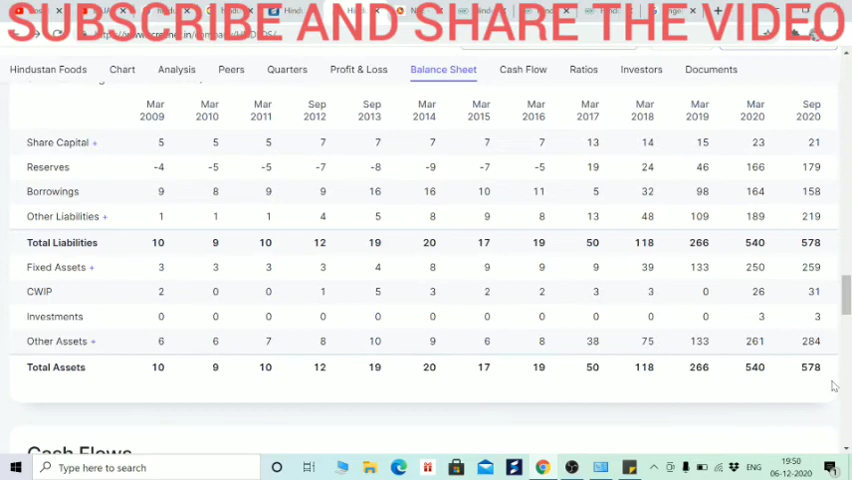 SUBSCRIBE AND SHARE THE VIDEO
Hindustan Foods Chart Analysis Peers Quarters Profit & Loss Balance Sheet Cash Flow Ratios Investors Documents
Mar 2009 Mar 2010 Mar 2011 Sep 2012 Sep 2013 Mar 2014 Mar 2015 Mar 2016 Mar 2017 Mar 2018 Mar 2019 Mar 2020 Sep 2020
Share Capital + 5 5 5 7 7 7 7 7 13 14 15 23 21
Reserves -4 -5 -5 -7 -8 -9 -7 -5 19 24 46 166 179
Borrowings 9 8 9 9 16 16 10 11 5 32 98 164 158
Other Liabilities + 1 1 1 4 5 8 9 8 13 48 109 189 219
Total Liabilities 10 9 10 12 19 20 17 19 50 118 266 540 578
Fixed Assets + 3 3 3 3 4 8 9 9 9 39 133 250 259
CWIP 2 0 0 1 5 3 2 2 3 3 0 26 31
Investments 0 0 0 0 0 0 0 0 0 0 0 3 3
Other Assets + 6 6 7 8 10 9 6 8 38 75 133 261 284
Total Assets 10 9 10 12 19 20 17 19 50 118 266 540 578
Cash Flows
Type here to search
ENG
19:50
06-12-2020